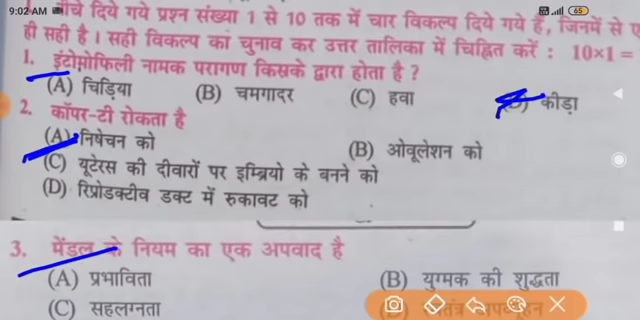 9:02 AM
नीचे दिये गये प्रश्न संख्या 1 से 10 तक में चार विकल्प दिये गये हैं, जिनमें से
ही सही है । सही विकल्प का चुनाव कर उत्तर तालिका में चिह्नित करें : 10×1 =
1. इंटोमोफिली नामक परागण किसके द्वारा होता है ?
(A) चिड़िया (B) चमगादर (C) हवा (D) कीड़ा
2. कॉपर-टी रोकता है
(A) निषेचन को (B) ओवूलेशन को
(C) यूटेरस की दीवारों पर इम्ब्रियो के बनने को
(D) रिप्रोडक्टीव डक्ट में रुकावट को
3. मेंडल के नियम का एक अपवाद है
(A) प्रभाविता (B) युग्मक की शुद्धता
(C) सहलग्नता